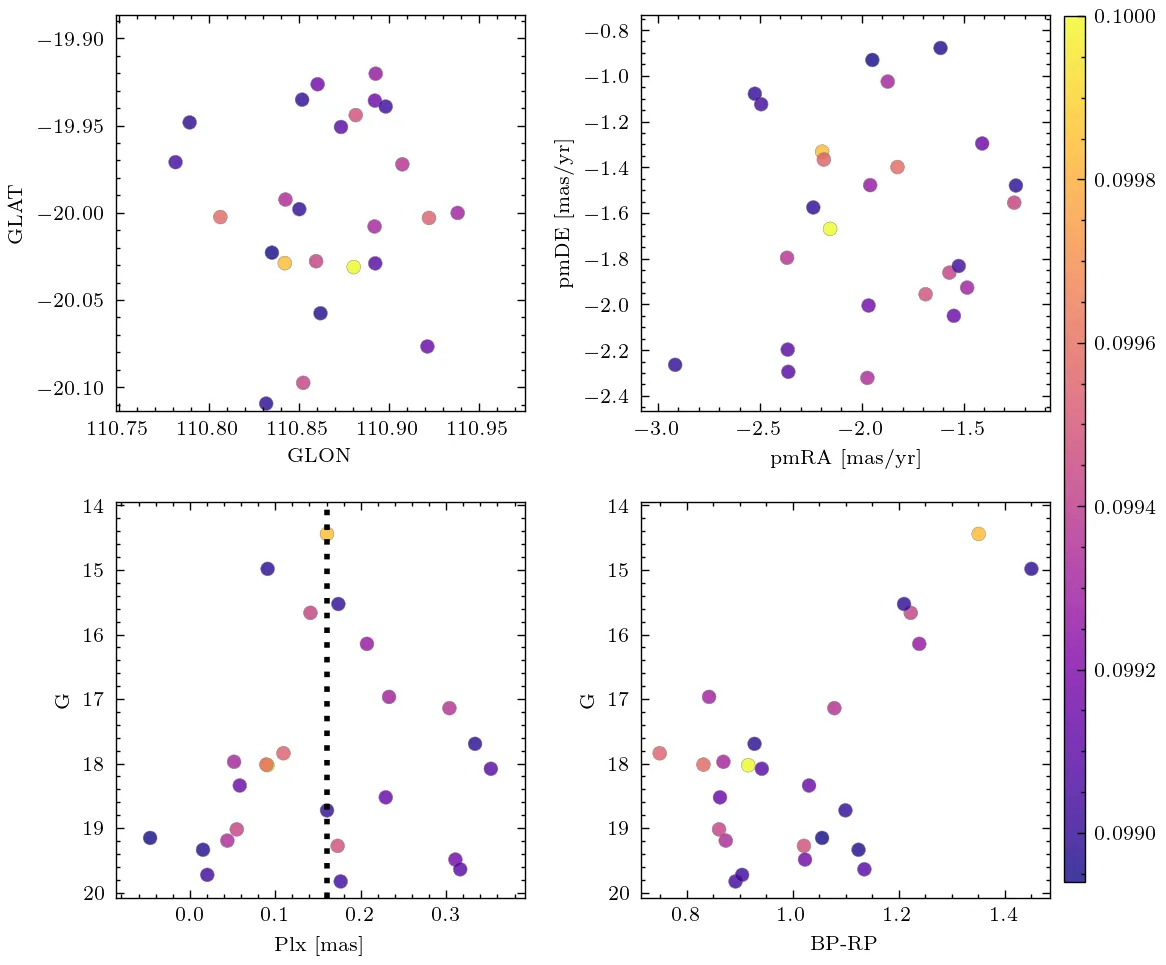 −19.90
−19.95
−20.00
−20.05
−20.10
GLAT
110.75 110.80 110.85 110.90 110.95
GLON
−0.8
−1.0
−1.2
−1.4
−1.6
−1.8
−2.0
−2.2
−2.4
pmDE [mas/yr]
−3.0 −2.5 −2.0 −1.5
pmRA [mas/yr]
0.1000
0.0998
0.0996
0.0994
0.0992
0.0990
14
15
16
17
18
19
20
G
0.0 0.1 0.2 0.3
Plx [mas]
14
15
16
17
18
19
20
G
0.8 1.0 1.2 1.4
BP-RP